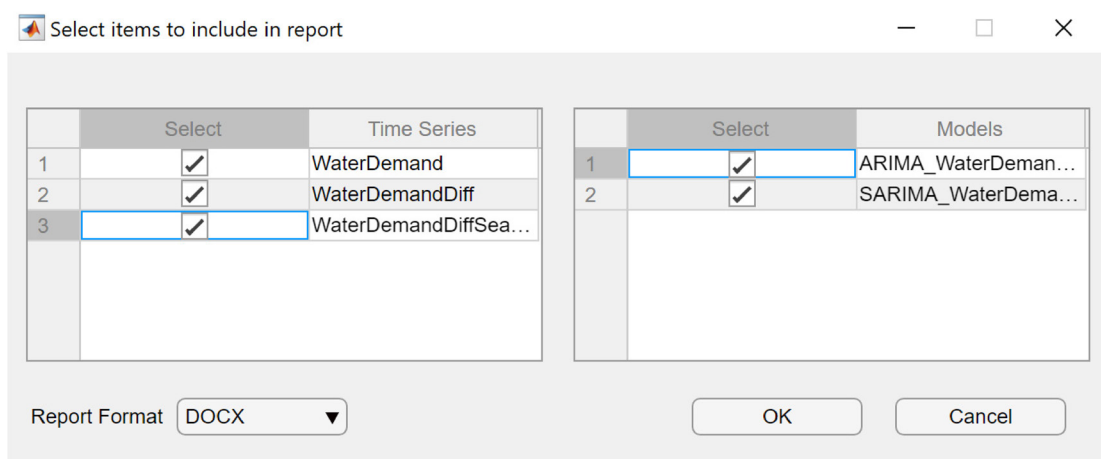 Select items to include in report
Select Time Series
1 WaterDemand
2 WaterDemandDiff
3 WaterDemandDiffSea...
Select Models
1 ARIMA_WaterDeman...
2 SARIMA_WaterDema...
Report Format DOCX
OK Cancel